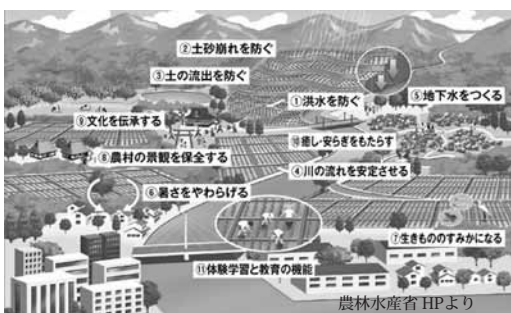 ②土砂崩れを防ぐ
③土の流出を防ぐ
①洪水を防ぐ
⑤地下水をつくる
⑨文化を伝承する
⑩癒し・安らぎをもたらす
⑧農村の景観を保全する
④川の流れを安定させる
⑥暑さをやわらげる
⑦生きもののすみかになる
⑪体験学習と教育の機能
農林水産省HPより